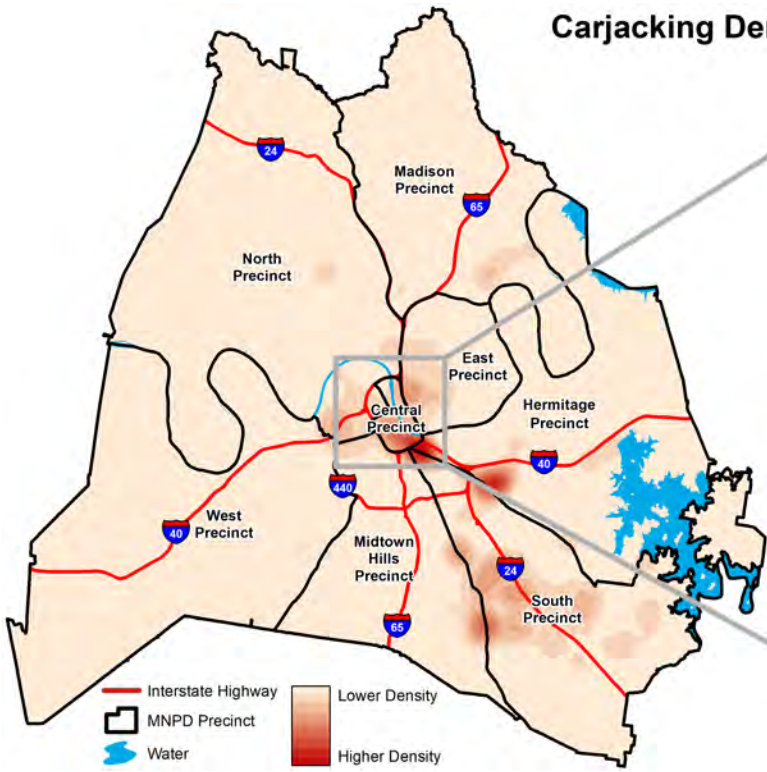 Carjacking De
24
Madison
Precinct
65
North
Precinct
East
Precinct
Central
Precinct
Hermitage
Precinct
40
440
West
Precinct
40
Midtown
Hills
Precinct
24
South
Precinct
65
Interstate Highway
MNPD Precinct
Water
Lower Density
Higher Density